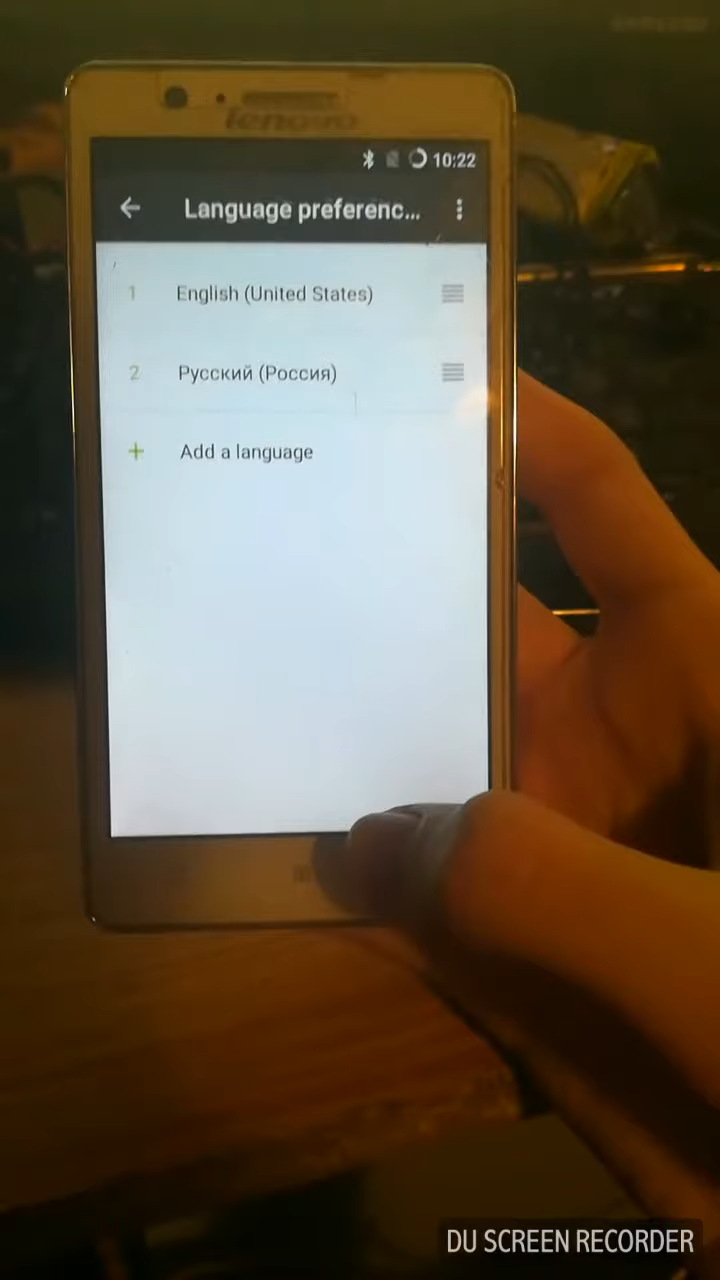 lenovo
10:22
Language preferenc...
1 English (United States)
2 Русский (Россия)
+ Add a language
DU SCREEN RECORDER